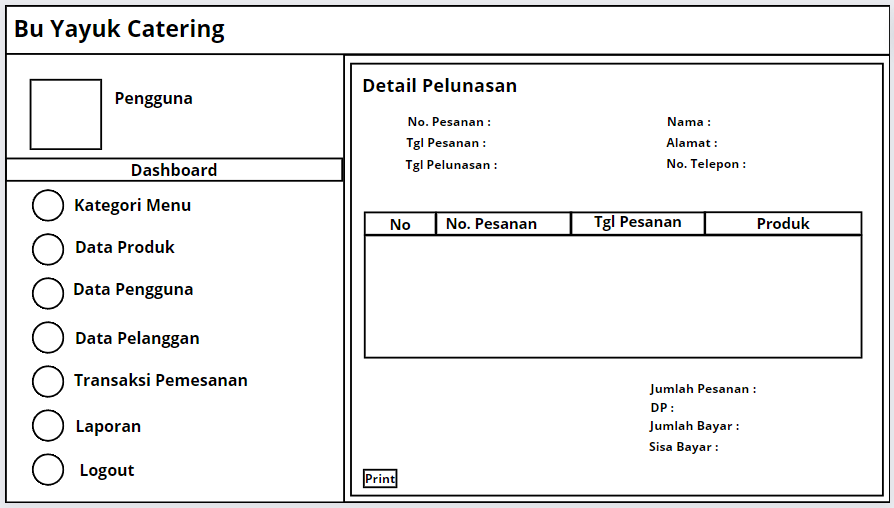 Bu Yayuk Catering
Pengguna
Dashboard
Kategori Menu
Data Produk
Data Pengguna
Data Pelanggan
Transaksi Pemesanan
Laporan
Logout
Detail Pelunasan
No. Pesanan :
Tgl Pesanan :
Tgl Pelunasan :
Nama :
Alamat :
No. Telepon :
No No. Pesanan Tgl Pesanan Produk
Jumlah Pesanan :
DP :
Jumlah Bayar :
Sisa Bayar :
Print